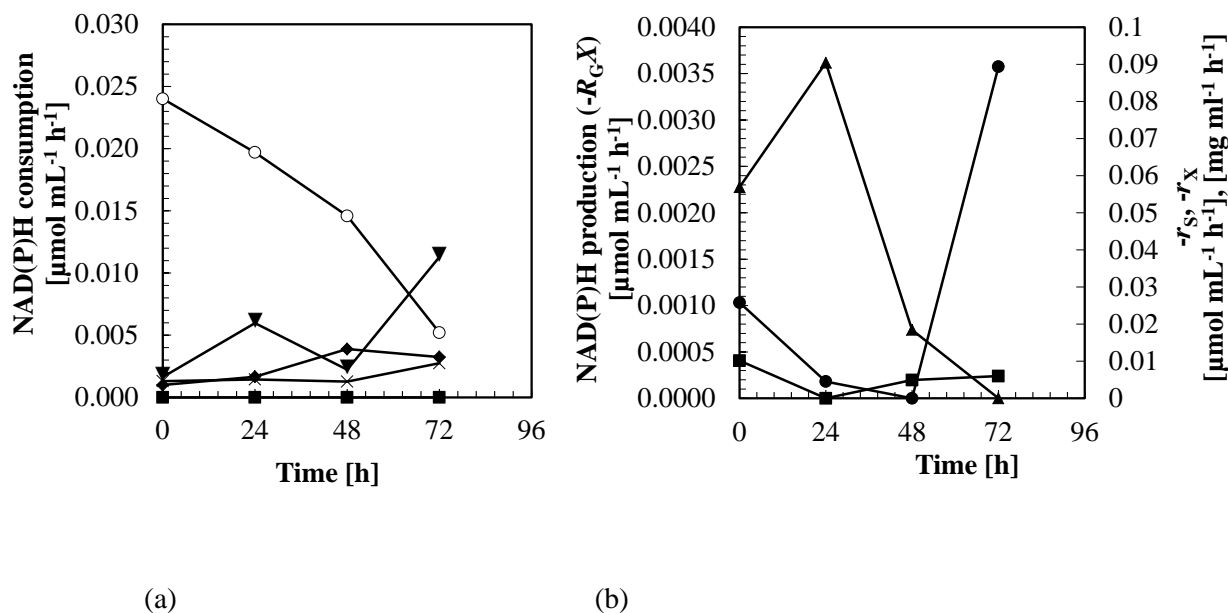 NAD(P)H consumption
[µmol mL-1 h-1]
0.030
0.025
0.020
0.015
0.010
0.005
0.000
0 24 48 72 96
Time [h]
(a)
NAD(P)H production (-RGX)
[µmol mL-1 h-1]
0.0040
0.0035
0.0030
0.0025
0.0020
0.0015
0.0010
0.0005
0.0000
0 24 48 72 96
Time [h]
0.1
0.09
0.08
0.07
0.06
0.05
0.04
0.03
0.02
0.01
0
-rS, -rX
[µmol mL-1 h-1], [mg ml-1 h-1]
(b)